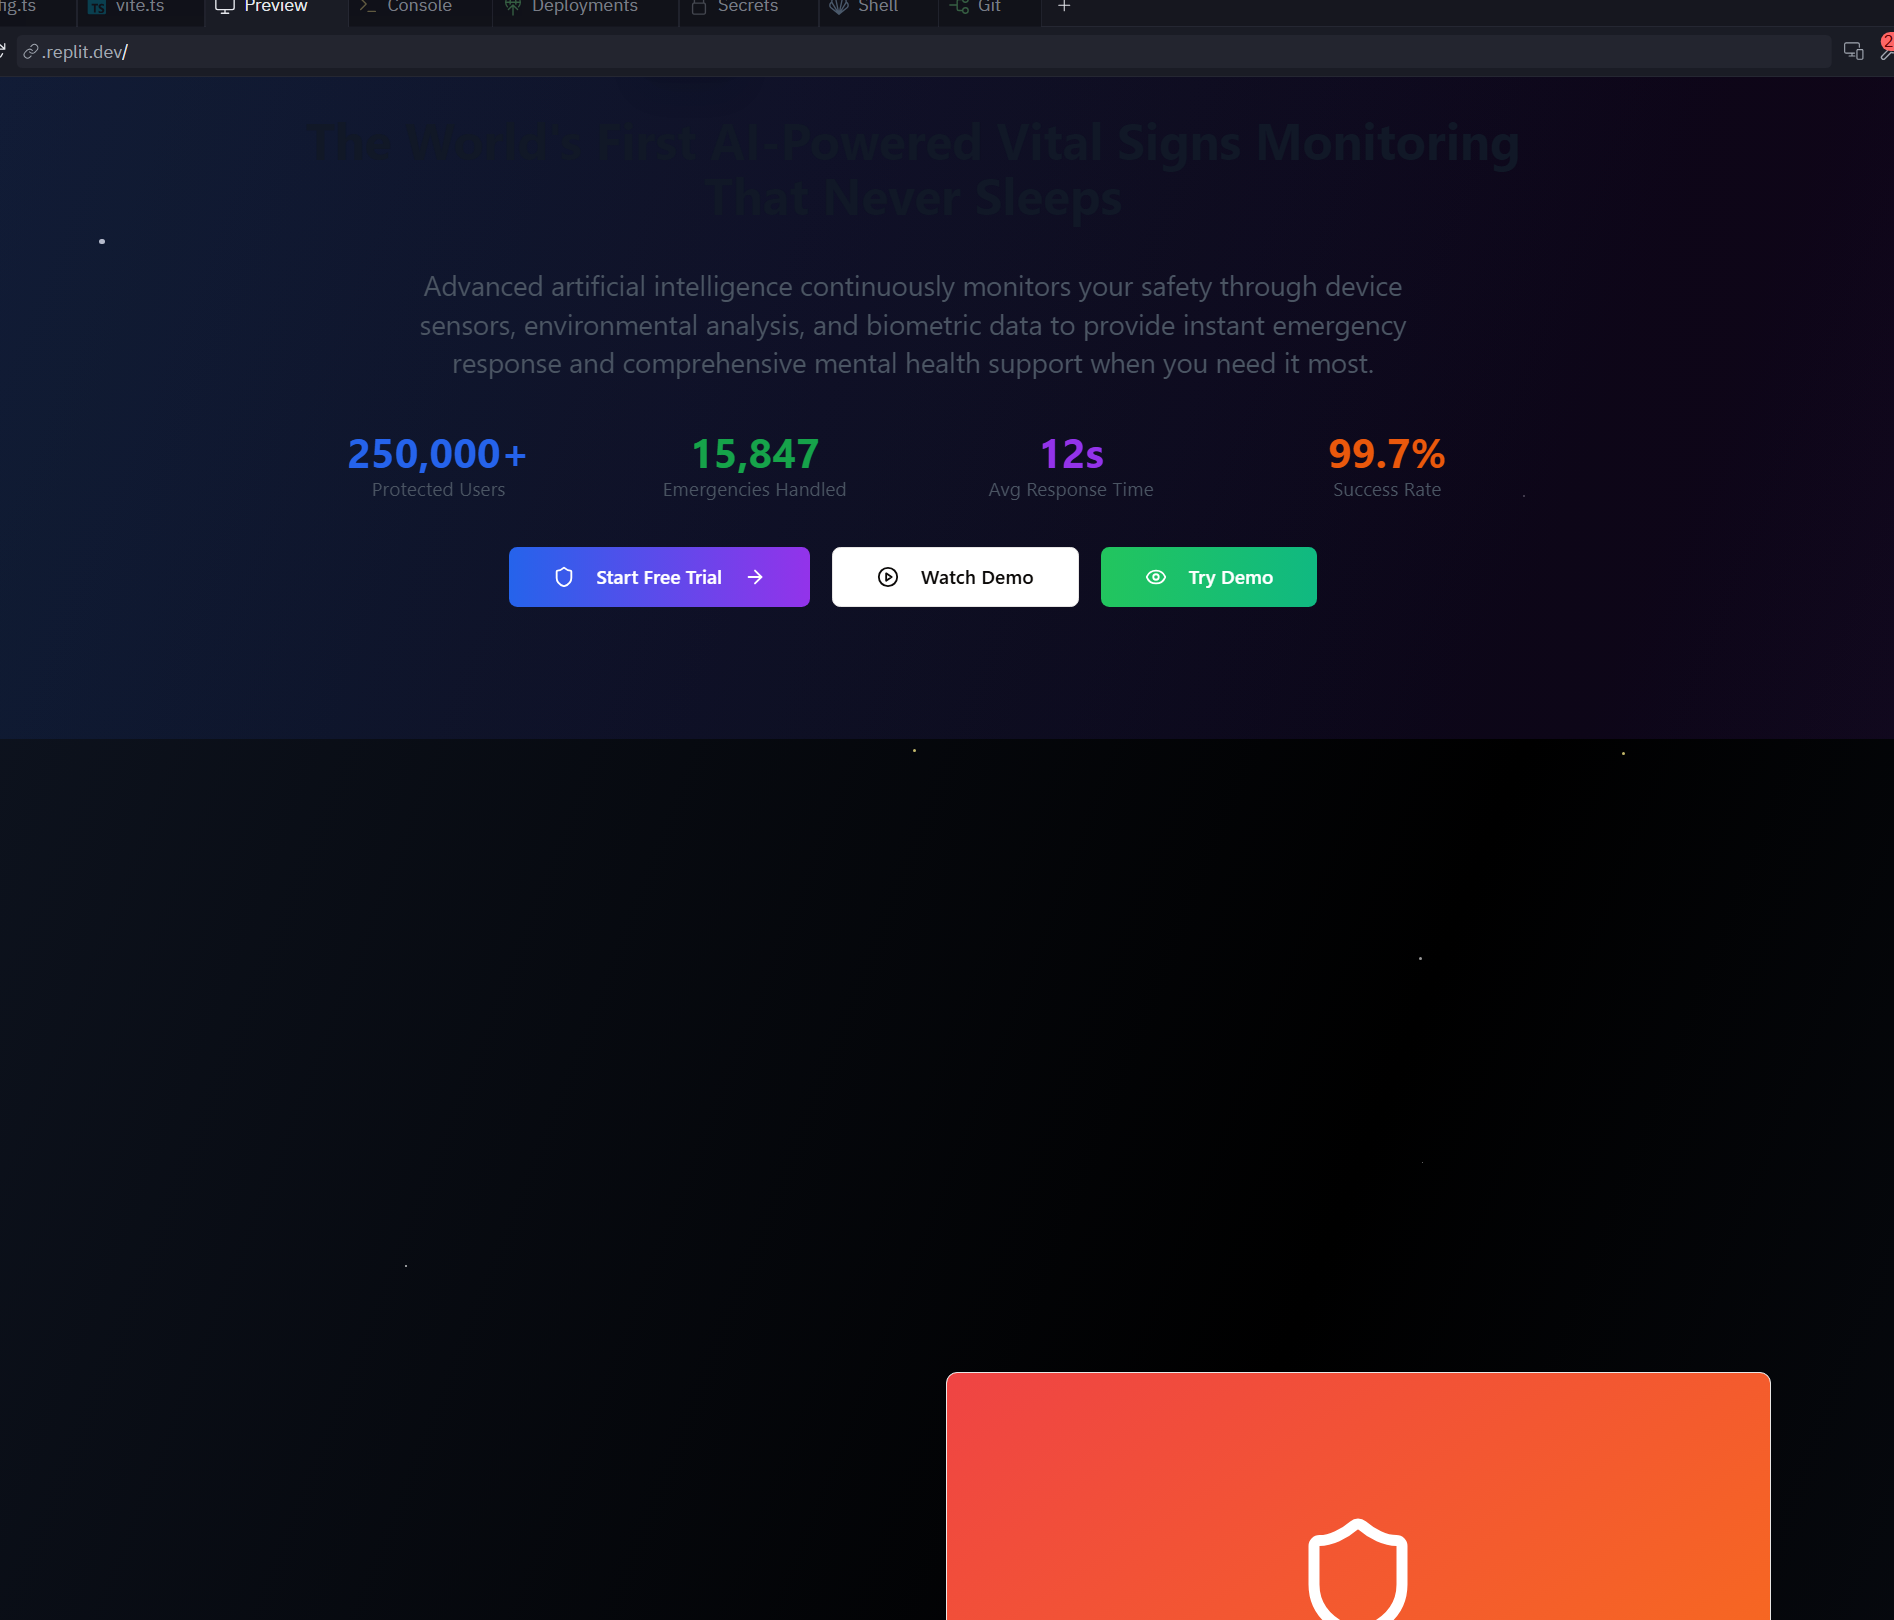 fig.ts
TS vite.ts
Preview
Console
Deployments
Secrets
Shell
Git
.replit.dev/
2
The World's First AI-Powered Vital Signs Monitoring
That Never Sleeps
Advanced artificial intelligence continuously monitors your safety through device
sensors, environmental analysis, and biometric data to provide instant emergency
response and comprehensive mental health support when you need it most.
250,000+
Protected Users
15,847
Emergencies Handled
12s
Avg Response Time
99.7%
Success Rate
Start Free Trial
Watch Demo
Try Demo